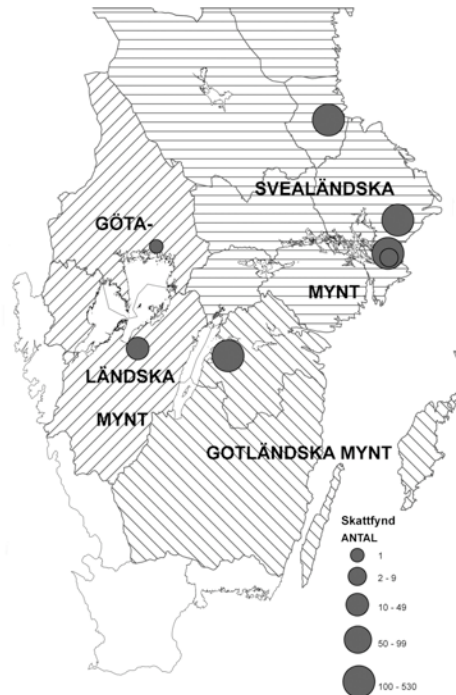 SVEALÄNDSKA
GÖTA-
MYNT
LÄNDSKA
MYNT
GOTLÄNDSKA MYNT
Skattfynd
ANTAL
1
2 - 9
10 - 49
50 - 99
100 - 530